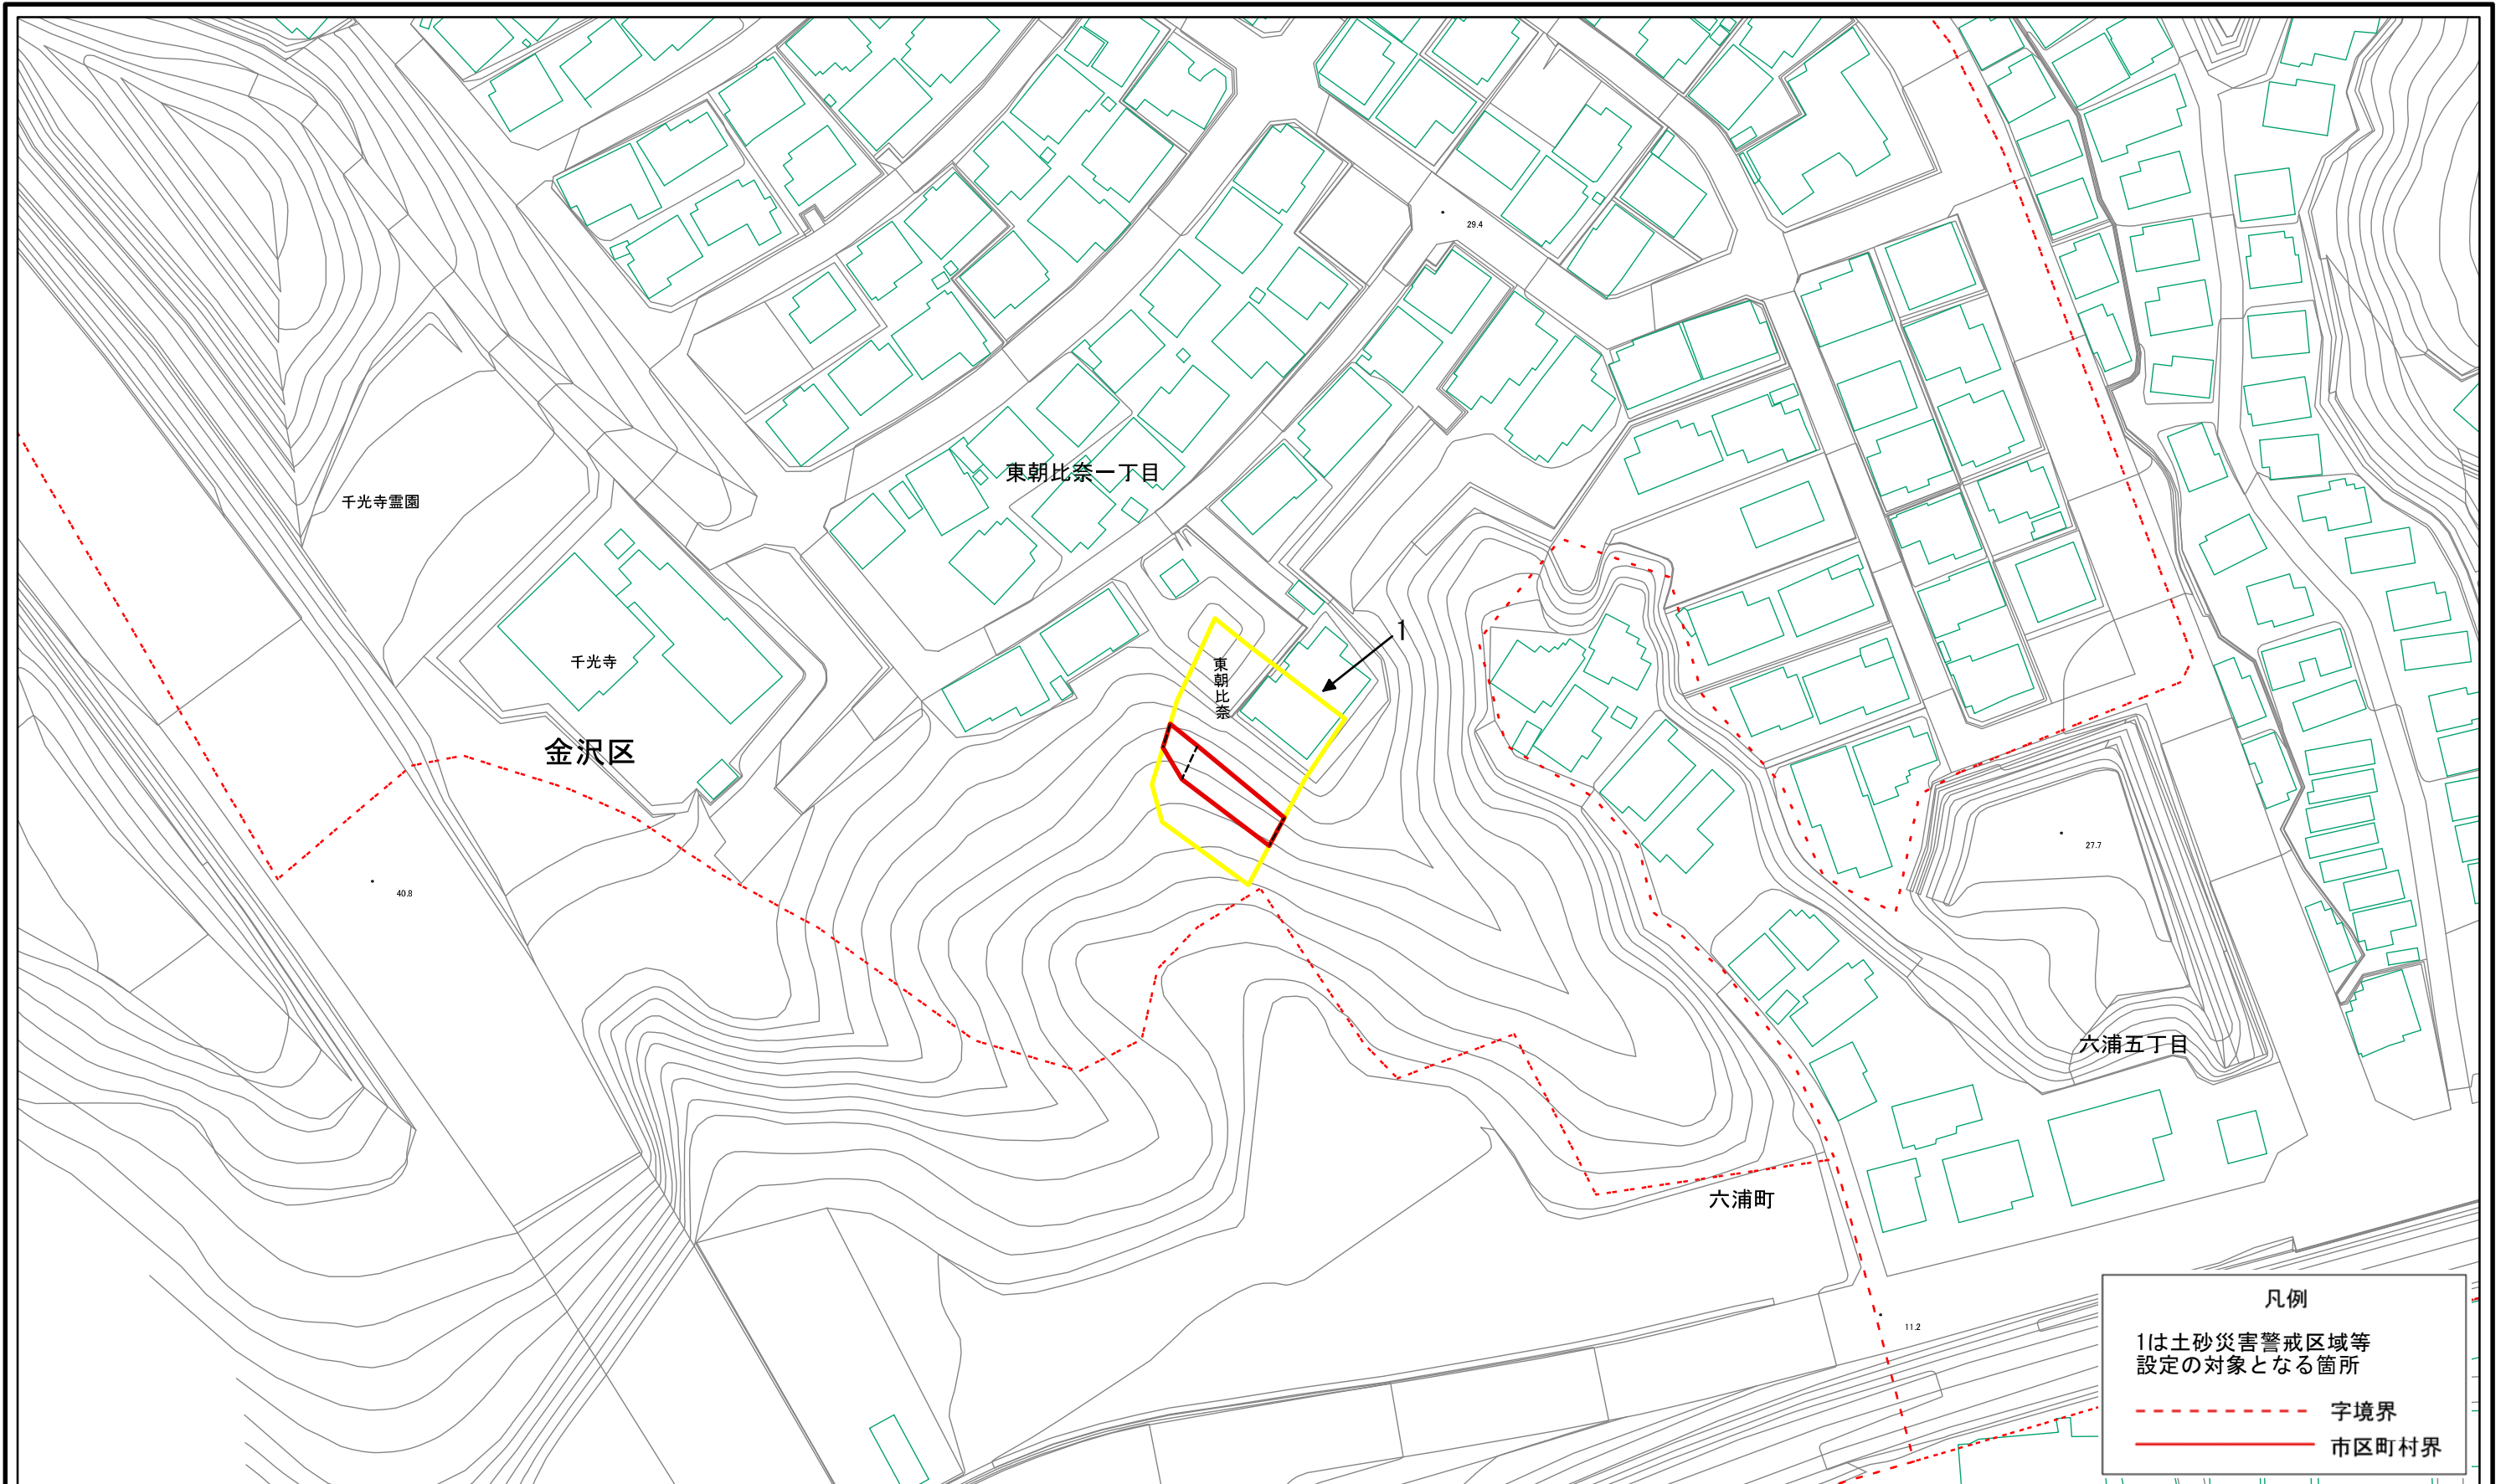 29.4
東朝比奈一丁目
千光寺霊園
1
千光寺
東朝比奈
金沢区
27.7
40.8
六浦五丁目
六浦町
11.2
凡例
1は土砂災害警戒区域等
設定の対象となる箇所
字境界
市区町村界